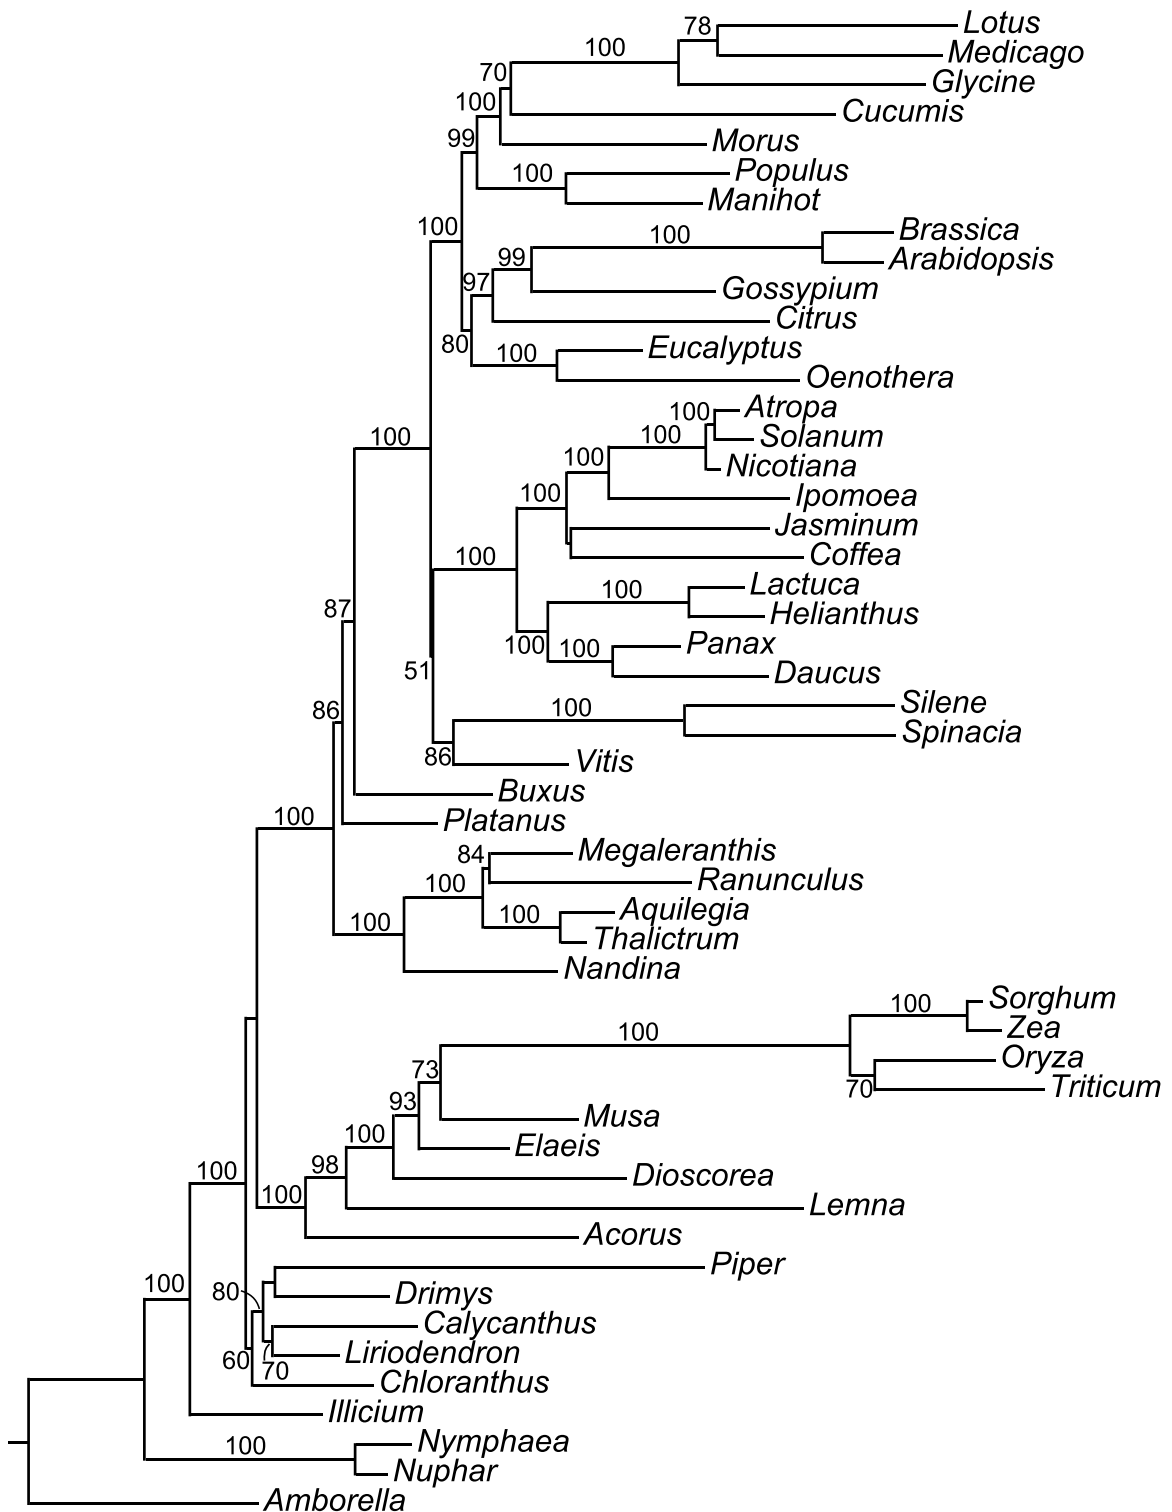 78 Lotus
100 Medicago
70 Glycine
100 Cucumis
99 Morus
100 Populus
Manihot
100 Brassica
100 Arabidopsis
99 Gossypium
97 Citrus
80 Eucalyptus
100 Oenothera
100 Atropa
100 100 Solanum
100 Nicotiana
100 Ipomoea
Jasminum
100 Coffea
100 Lactuca
87 Helianthus
100 100 Panax
51 Daucus
86 100 Silene
Spinacia
86 Vitis
Buxus
100 Platanus
84 Megaleranthis
100 Ranunculus
100 100 Aquilegia
Thalictrum
Nandina
100 Sorghum
100 Zea
73 Oryza
93 70 Triticum
Musa
100 Elaeis
100 98 Dioscorea
100 Lemna
Acorus
100 Piper
80 Drimys
Calycanthus
60 70 Liriodendron
Chloranthus
Illicium
100 Nymphaea
Nuphar
Amborella